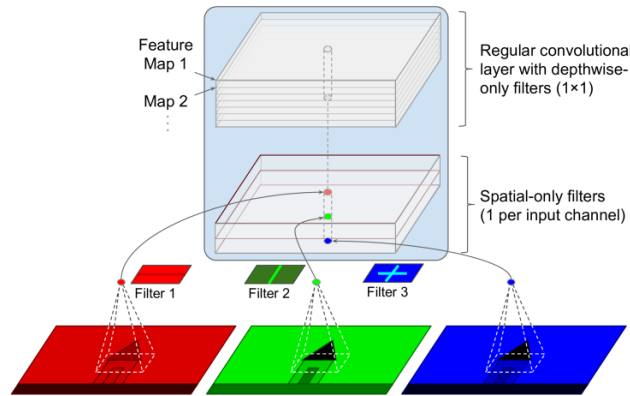 Feature
Map 1
Map 2
⋮
Regular convolutional
layer with depthwise-
only filters (1×1)
Spatial-only filters
(1 per input channel)
Filter 1
Filter 2
Filter 3